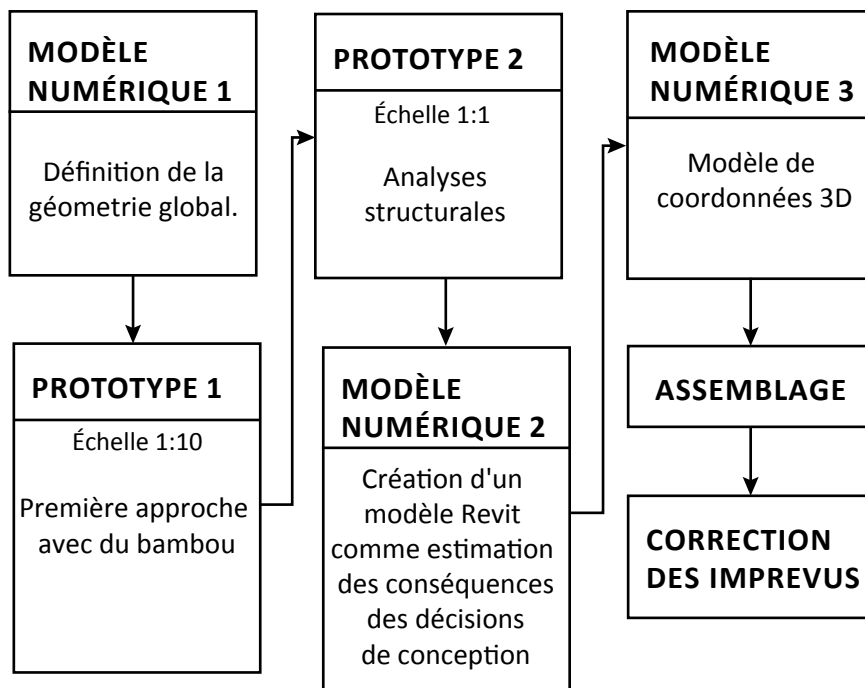 MODÈLE
NUMÉRIQUE 1
Définition de la
géometrie global.
PROTOTYPE 1
Échelle 1:10
Première approche
avec du bambou
PROTOTYPE 2
Échelle 1:1
Analyses
structurales
MODÈLE
NUMÉRIQUE 2
Création d'un
modèle Revit
comme estimation
des conséquences
des décisions
de conception
MODÈLE
NUMÉRIQUE 3
Modèle de
coordonnées 3D
ASSEMBLAGE
CORRECTION
DES IMPREVUS